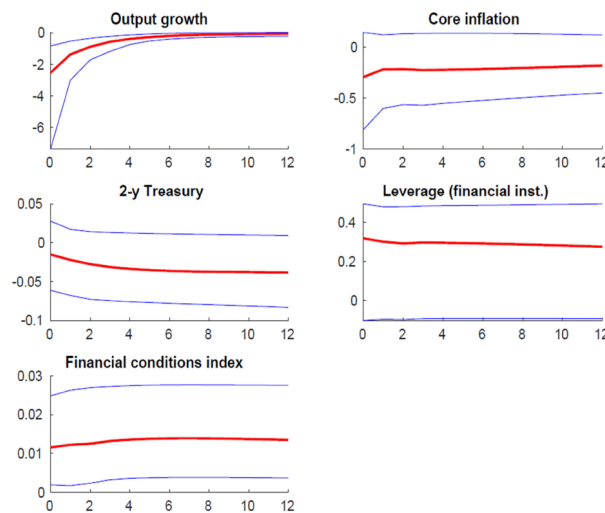 Output growth
0
-2
-4
-6
0 2 4 6 8 10 12
Core inflation
0
-0.5
-1
0 2 4 6 8 10 12
2-y Treasury
0.05
0
-0.05
-0.1
0 2 4 6 8 10 12
Leverage (financial inst.)
0.4
0.2
0
0 2 4 6 8 10 12
Financial conditions index
0.03
0.02
0.01
0
0 2 4 6 8 10 12